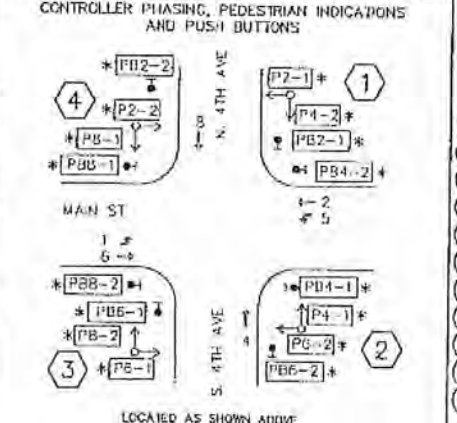 CONTROLLER PHASING, PEDESTRIAN INDICATIONS
AND PUSH BUTTONS
*PB2-2
4
*P2-2
*P8-1
*PB8-1
N. 4TH AVE
8
P2-1*
1
P4-2*
PB2-1*
PB4-2*
MAIN ST
2
5
1
6
*PB8-2
*PB6-1
*P8-2
3
*P6-1
S. 4TH AVE
4
PB4-1*
P4-1*
P6-2*
2
PB6-2*
LOCATED AS SHOWN ABOVE